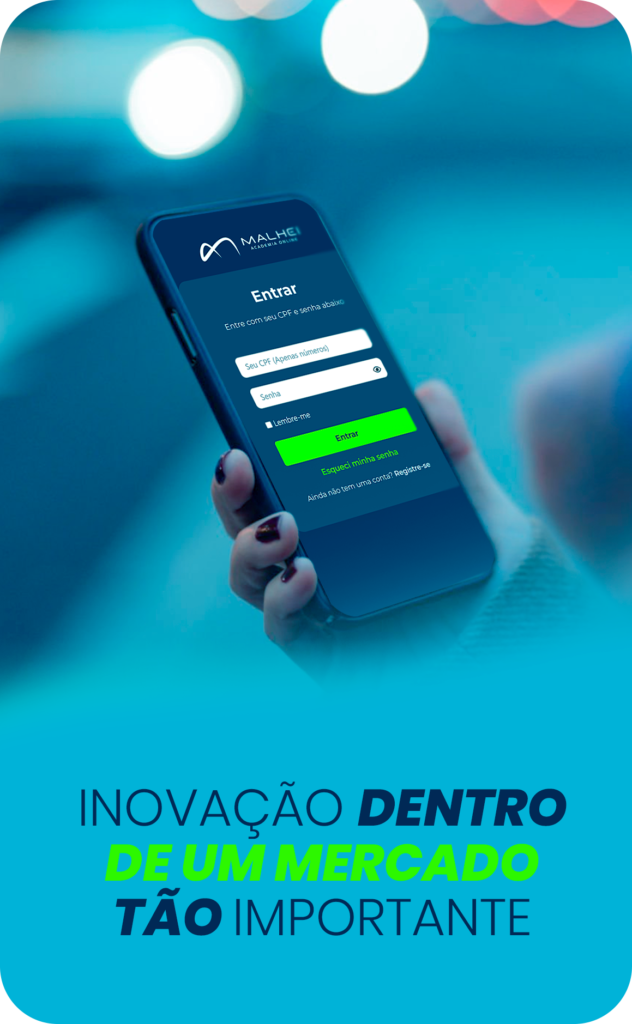 MALHEI
ACADEMIA ONLINE
Entrar
Entre com seu CPF e senha abaixo
Seu CPF (Apenas números)
Senha
Lembre-me
Entrar
Esqueci minha senha
Ainda não tem uma conta? Registre-se
INOVAÇÃO DENTRO
DE UM MERCADO
TÃO IMPORTANTE